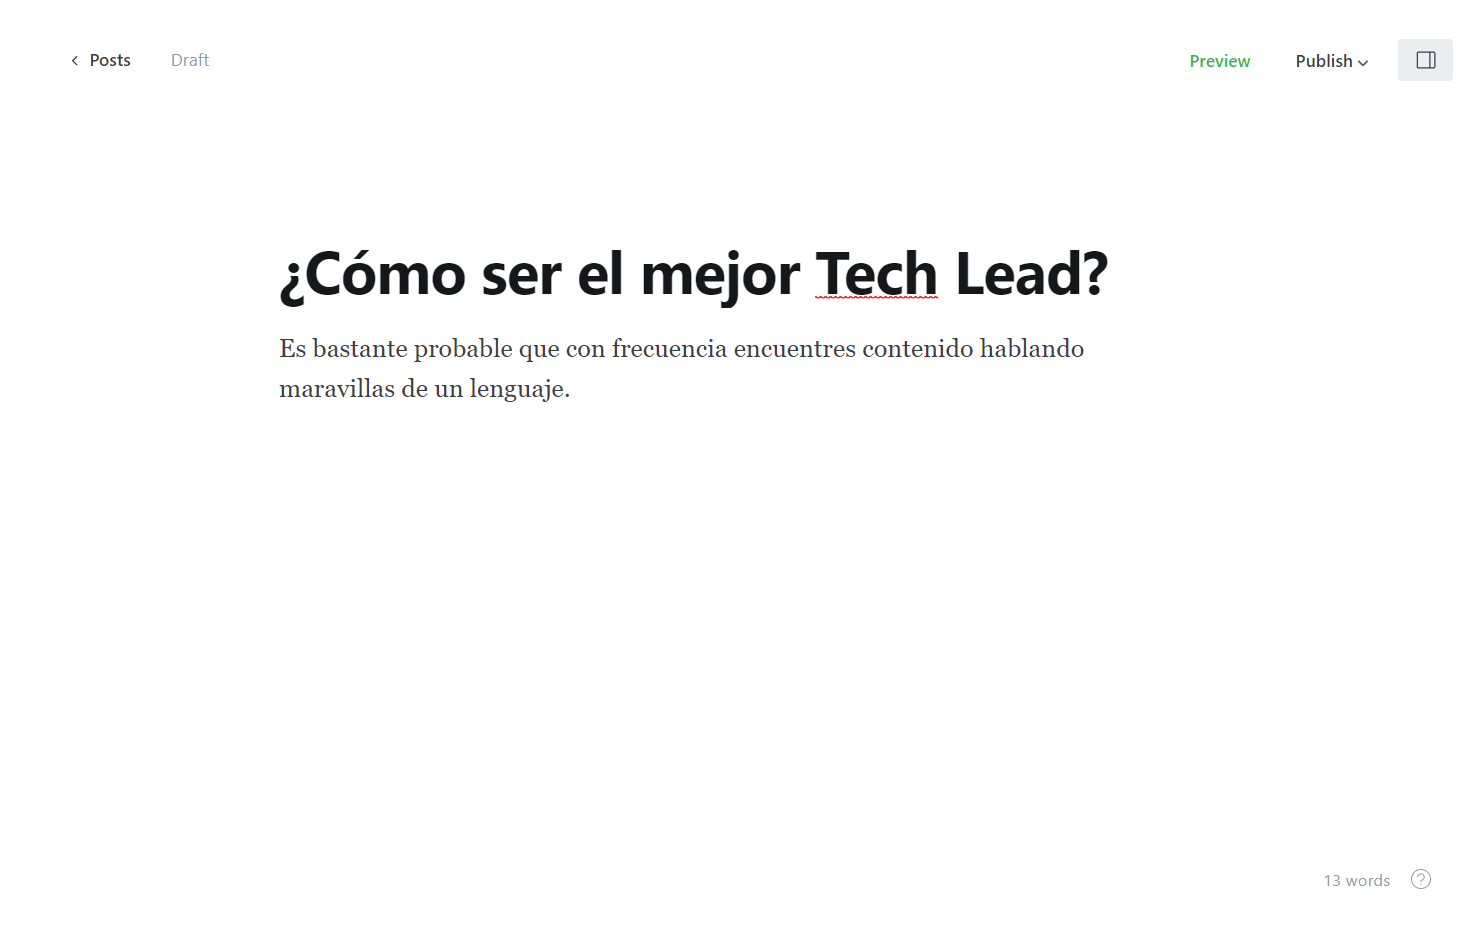 Posts
Draft
Preview
Publish
¿Cómo ser el mejor Tech Lead?
Es bastante probable que con frecuencia encuentres contenido hablando
maravillas de un lenguaje.
13 words
?